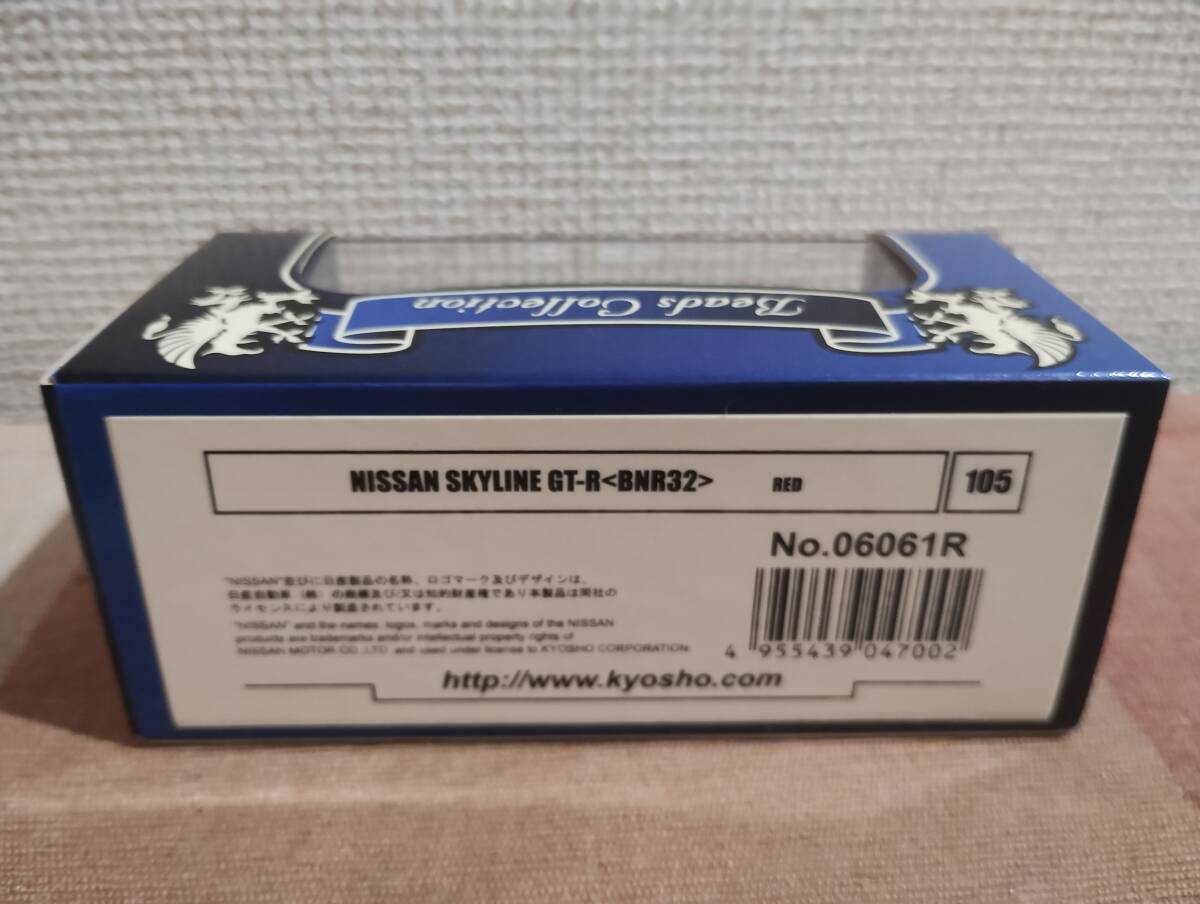 Beads Collection
NISSAN SKYLINE GT-R<BNR32> RED 105
No.06061R
"NISSAN"並びに日産製品の名称、ロゴマーク及びデザインは、
日産自動車(株)の商標及び/又は知的財産権であり本製品は同社の
ライセンスにより製造されています。
"NISSAN" and the names, logos, marks and designs of the NISSAN
products are trademarks and/or intellectual property rights of
NISSAN MOTOR CO.,LTD and used under license to KYOSHO CORPORATION
4 955439 047002
http://www.kyosho.com